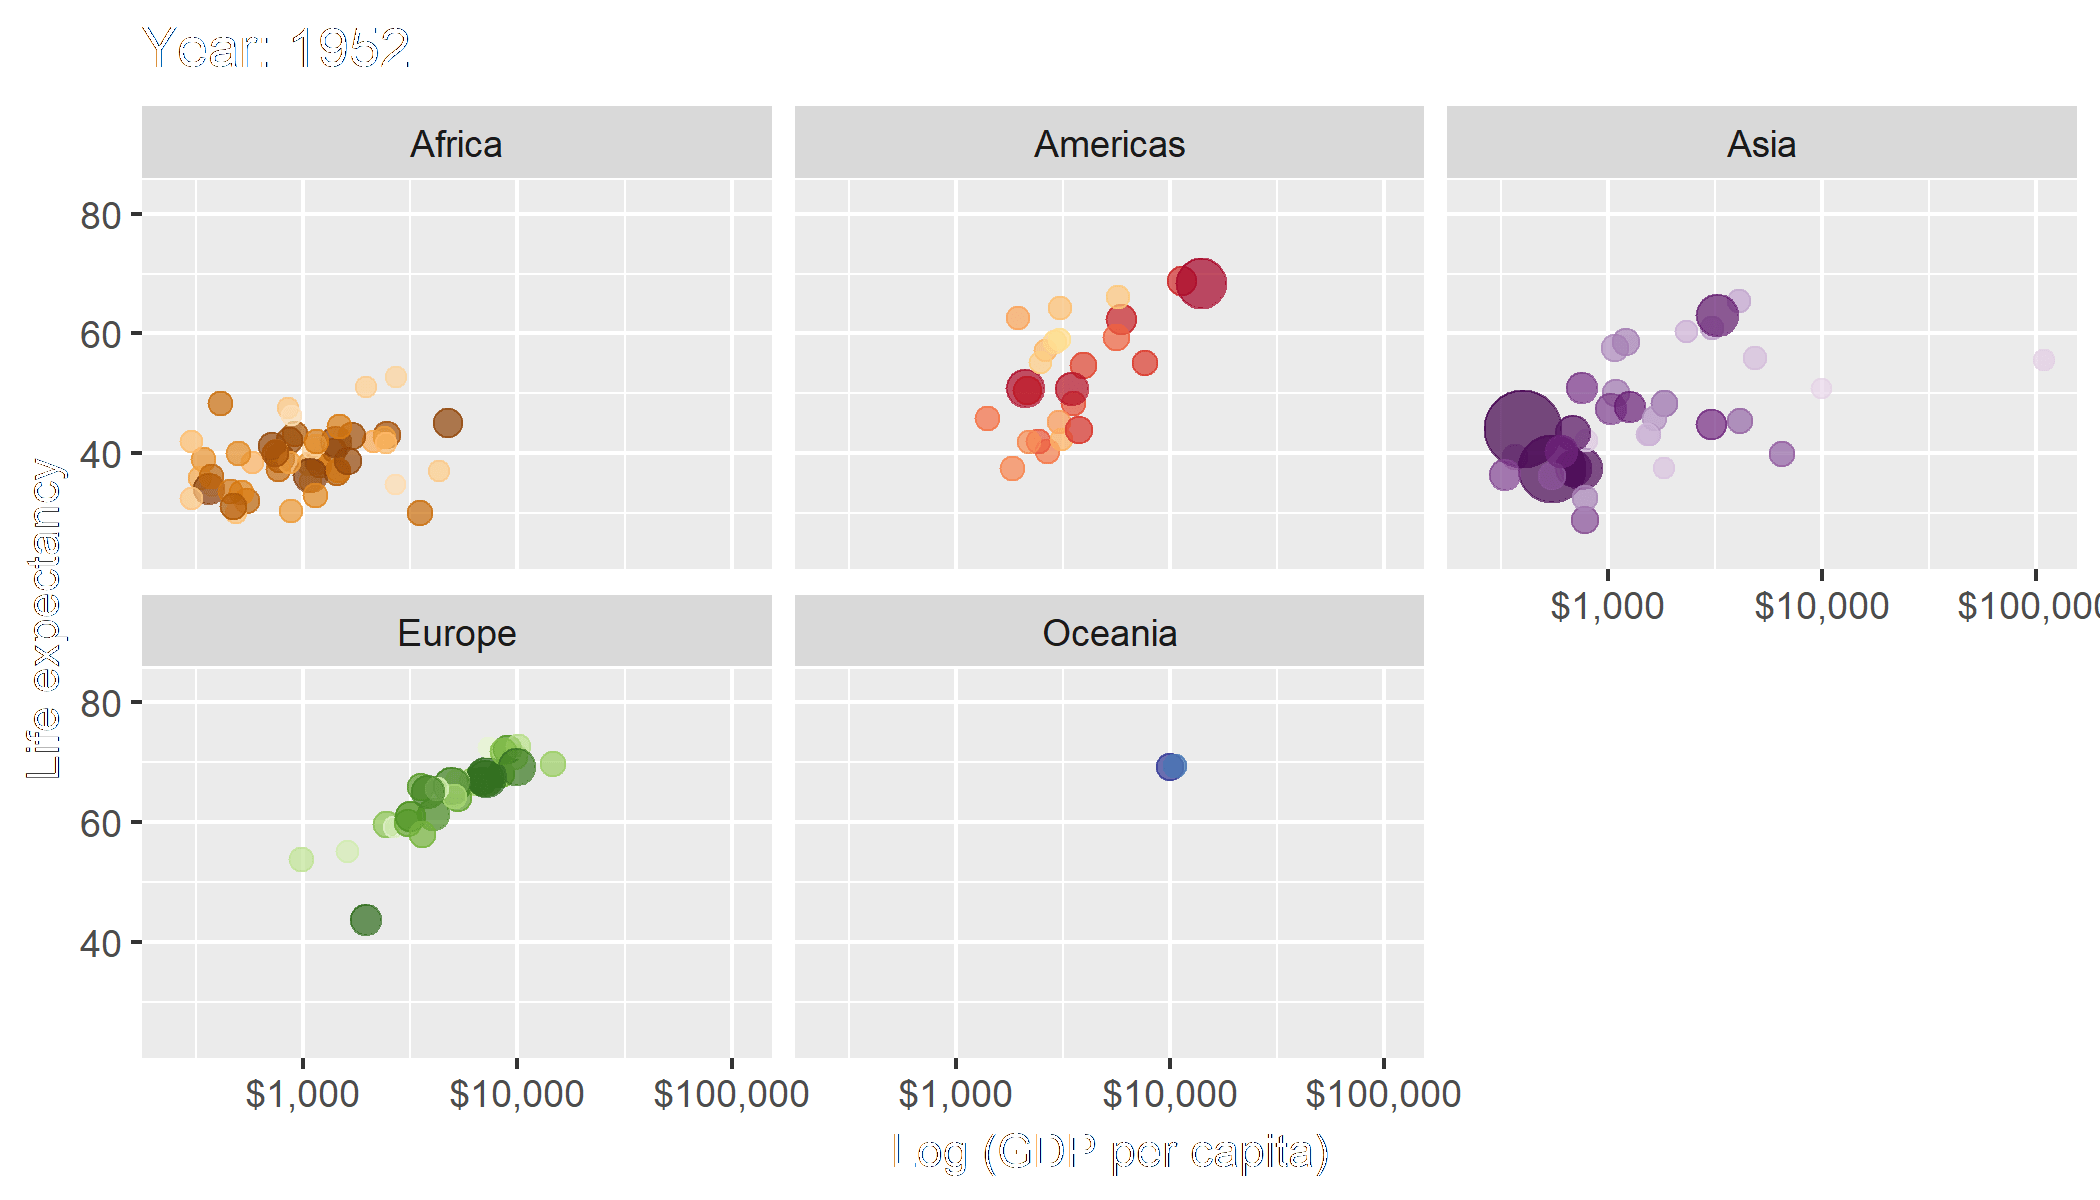 Year: 1952
Africa
Americas
Asia
80
60
40
$1,000
$10,000
$100,000
Life expectancy
Europe
Oceania
80
60
40
$1,000
$10,000
$100,000
$1,000
$10,000
$100,000
Log (GDP per capita)